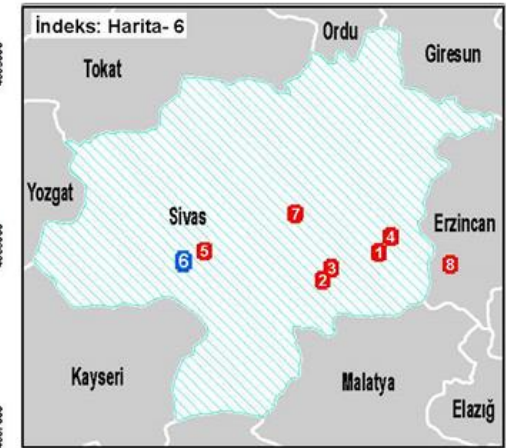 İndeks: Harita- 6
Ordu
Giresun
Tokat
Yozgat
Sivas
7
Erzincan
4
5
1
6
3
8
2
Kayseri
Malatya
Elazığ